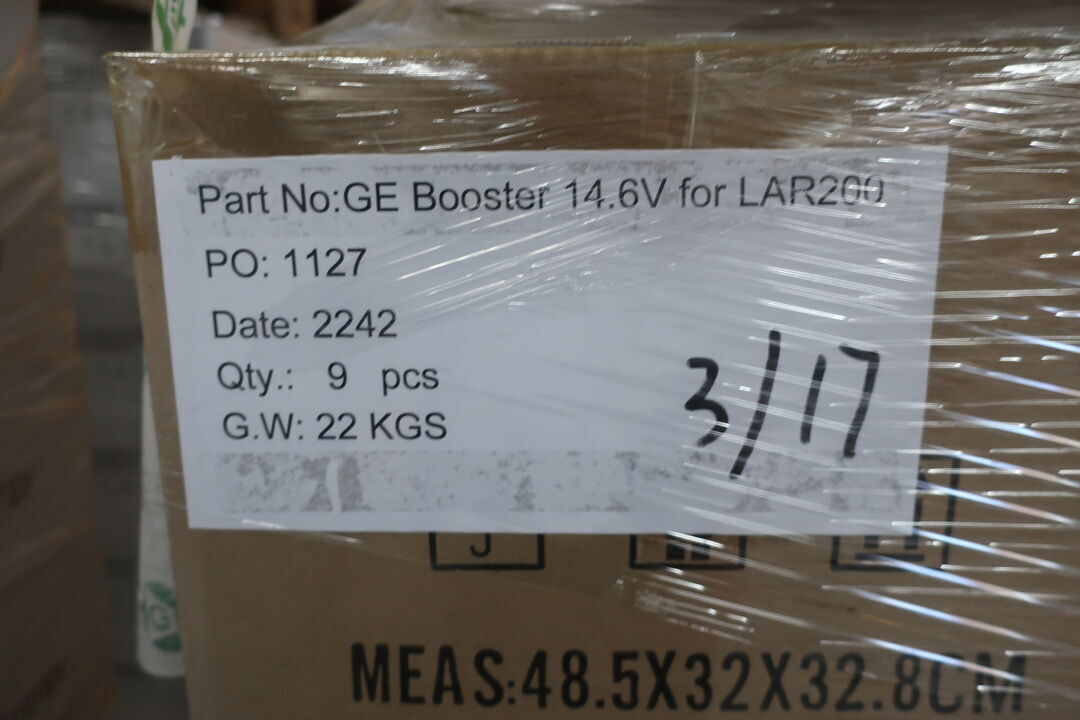 Part No:GE Booster 14.6V for LAR200
PO: 1127
Date: 2242
Qty.: 9 pcs
G.W: 22 KGS
3/17
MEAS:48.5X32X32.8CM